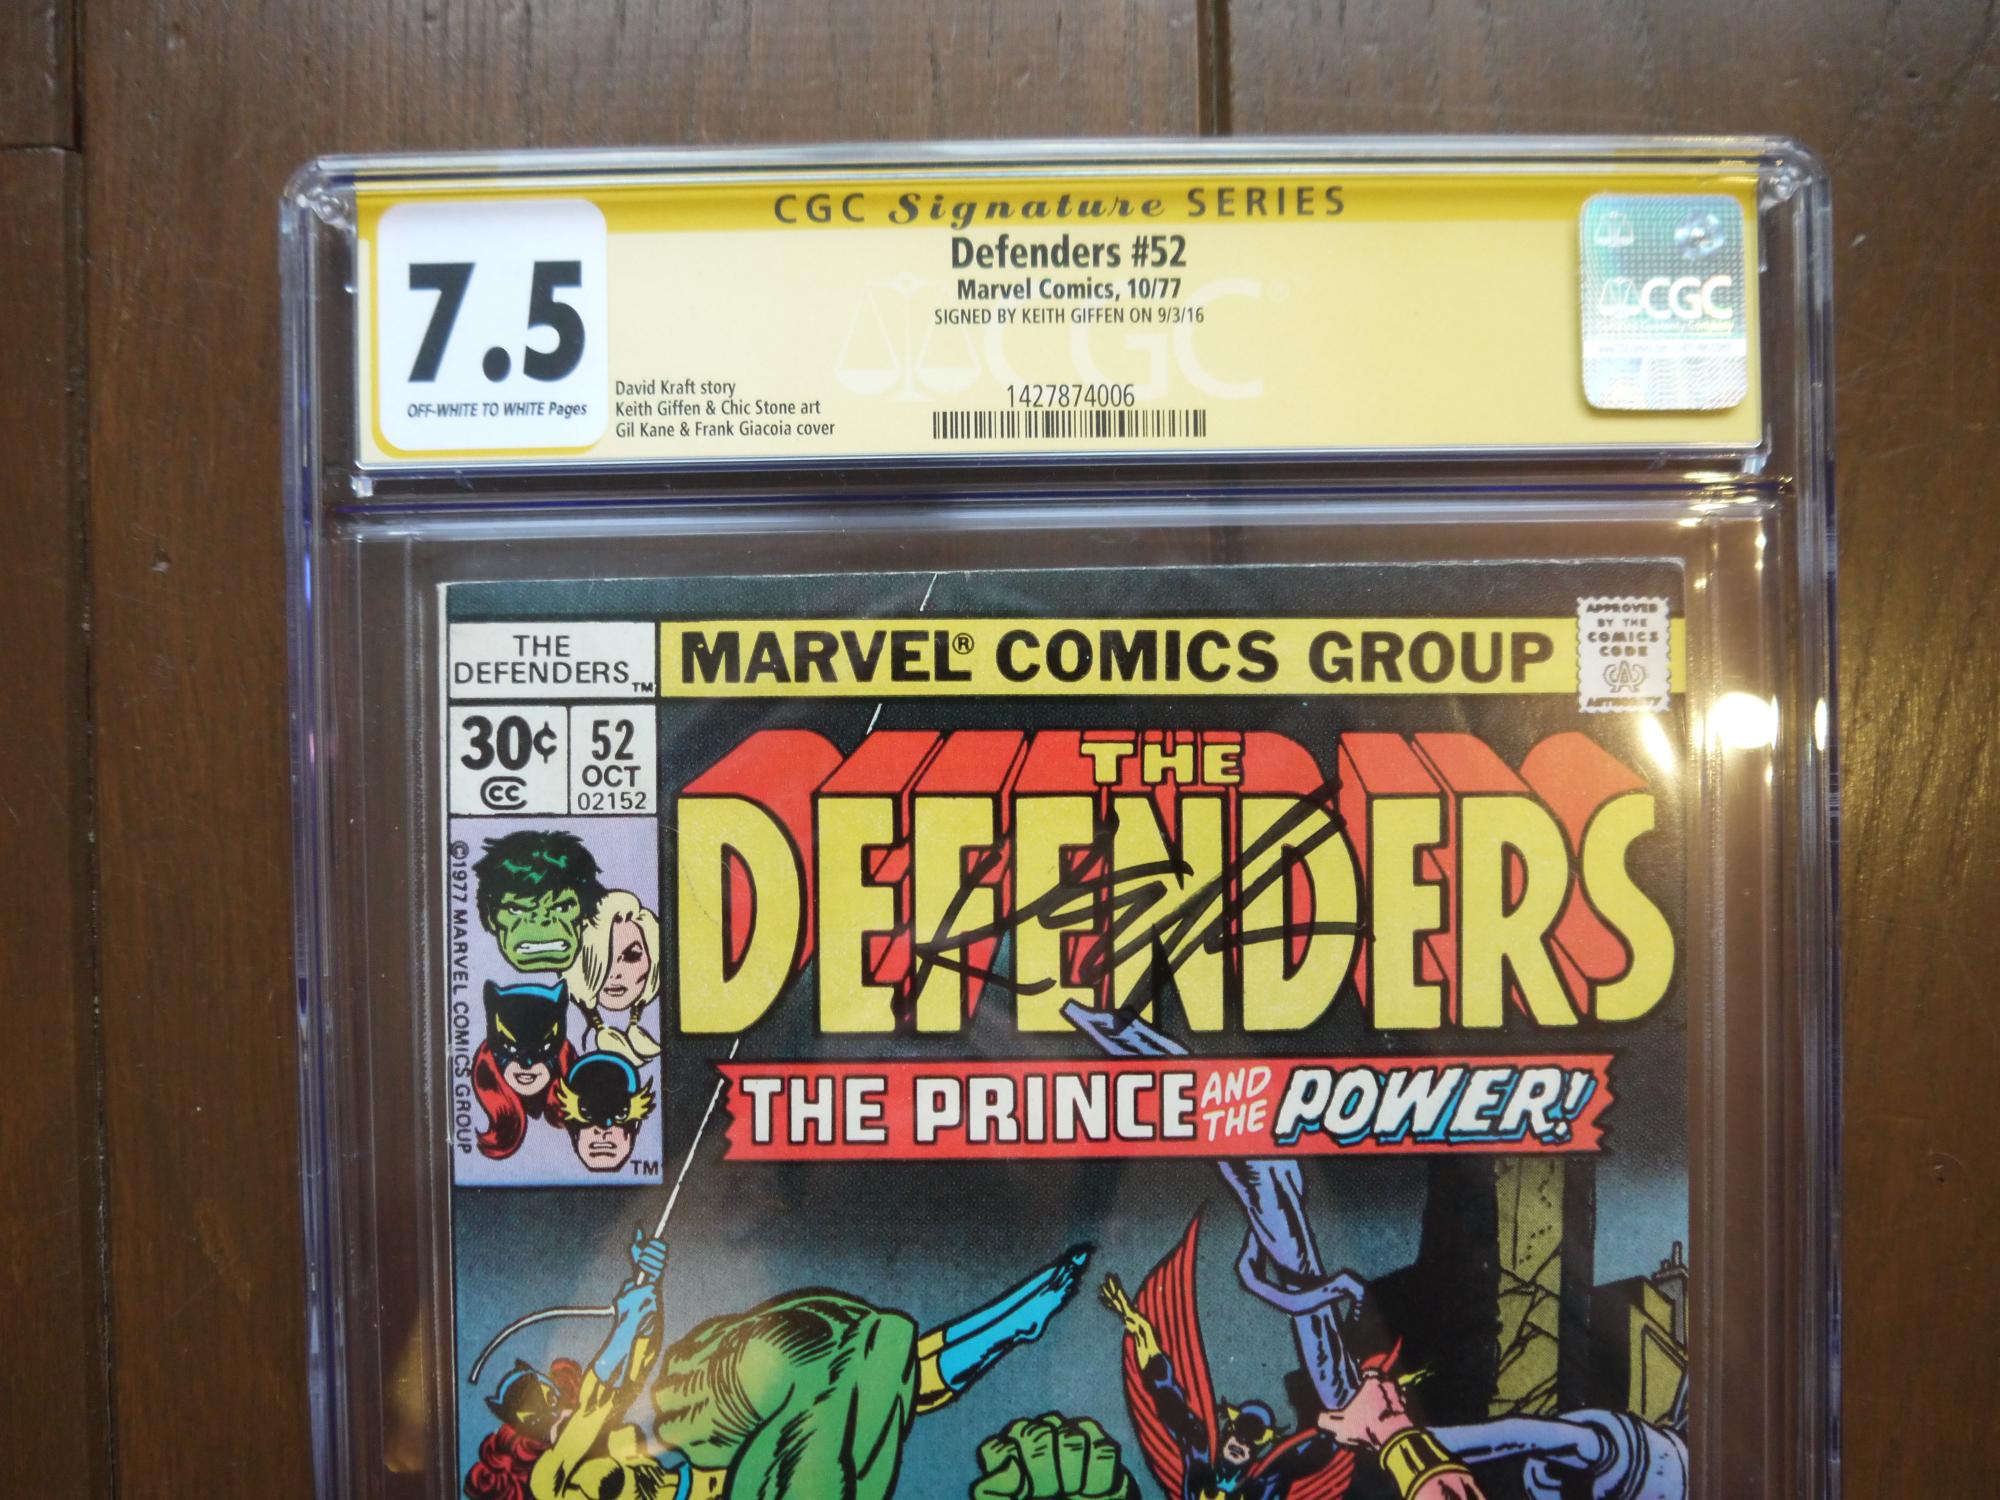 CGC Signature SERIES
7.5
OFF-WHITE TO WHITE Pages
Defenders #52
Marvel Comics, 10/77
SIGNED BY KEITH GIFFEN ON 9/3/16
David Kraft story
Keith Giffen & Chic Stone art
Gil Kane & Frank Giacoia cover
1427874006
CGC
CGC
THE
DEFENDERS TM
MARVEL® COMICS GROUP
APPROVED
BY THE
COMICS
CODE
AUTHORITY
30¢
CC
52
OCT
02152
©1977 MARVEL COMICS GROUP
TM
THE
DEFENDERS
THE PRINCE AND THE POWER!